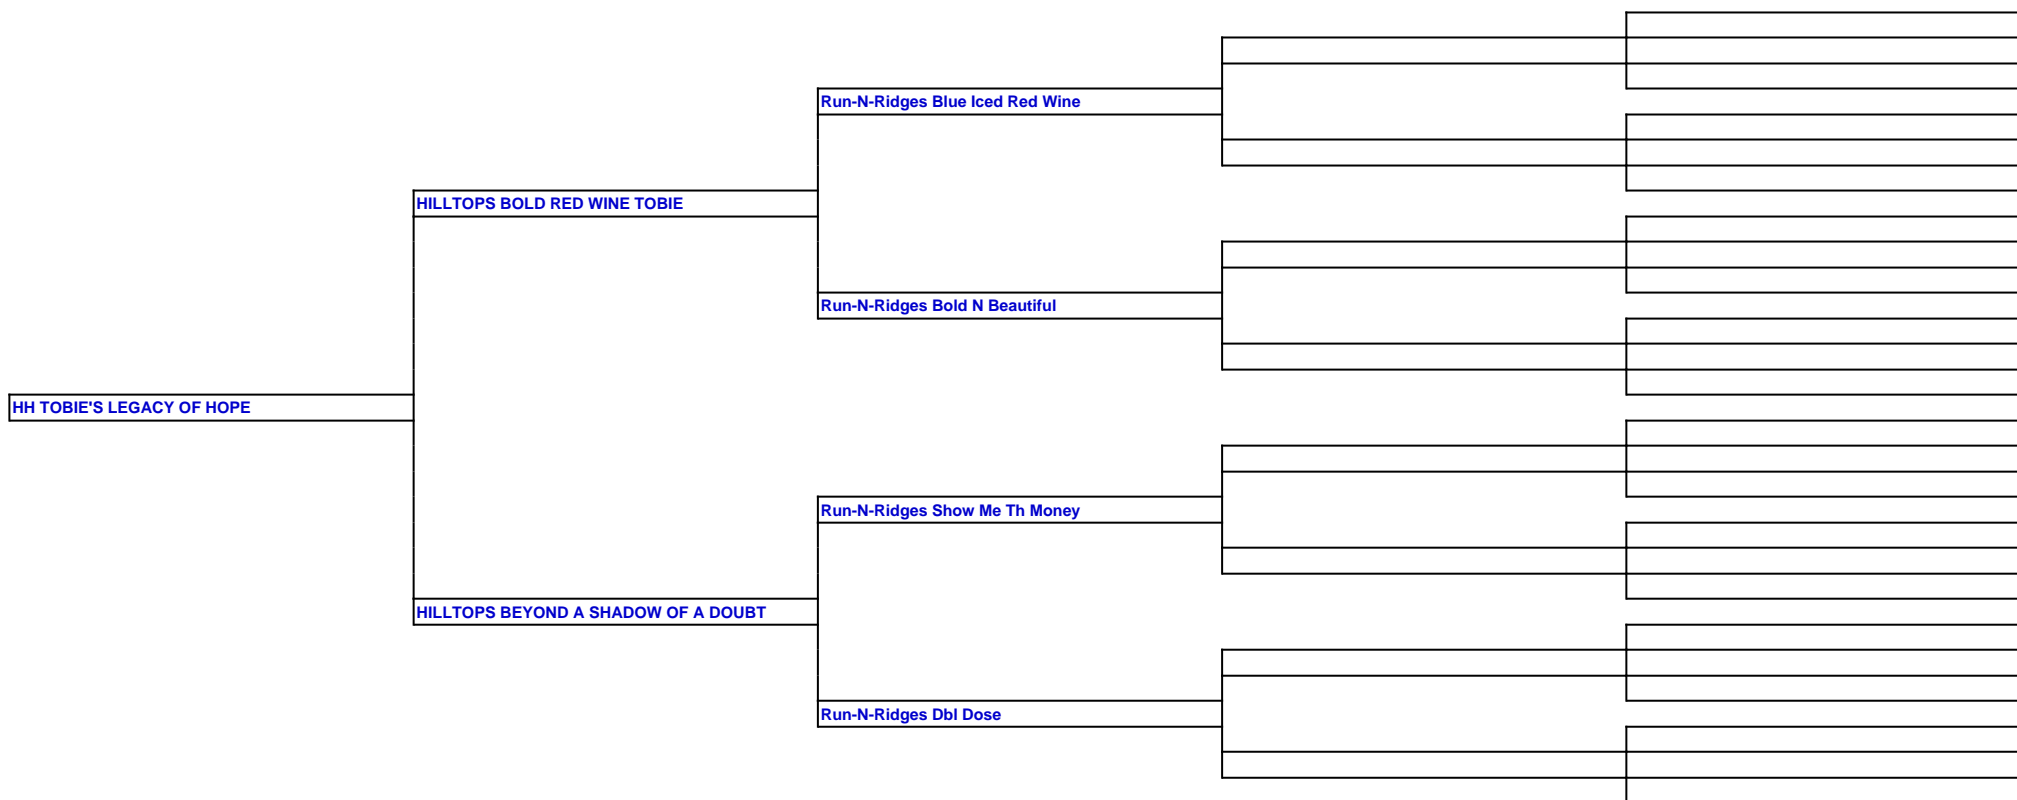 Run-N-Ridges Blue Iced Red Wine
HILLTOPS BOLD RED WINE TOBIE
Run-N-Ridges Bold N Beautiful
HH TOBIE'S LEGACY OF HOPE
Run-N-Ridges Show Me Th Money
HILLTOPS BEYOND A SHADOW OF A DOUBT
Run-N-Ridges Dbl Dose